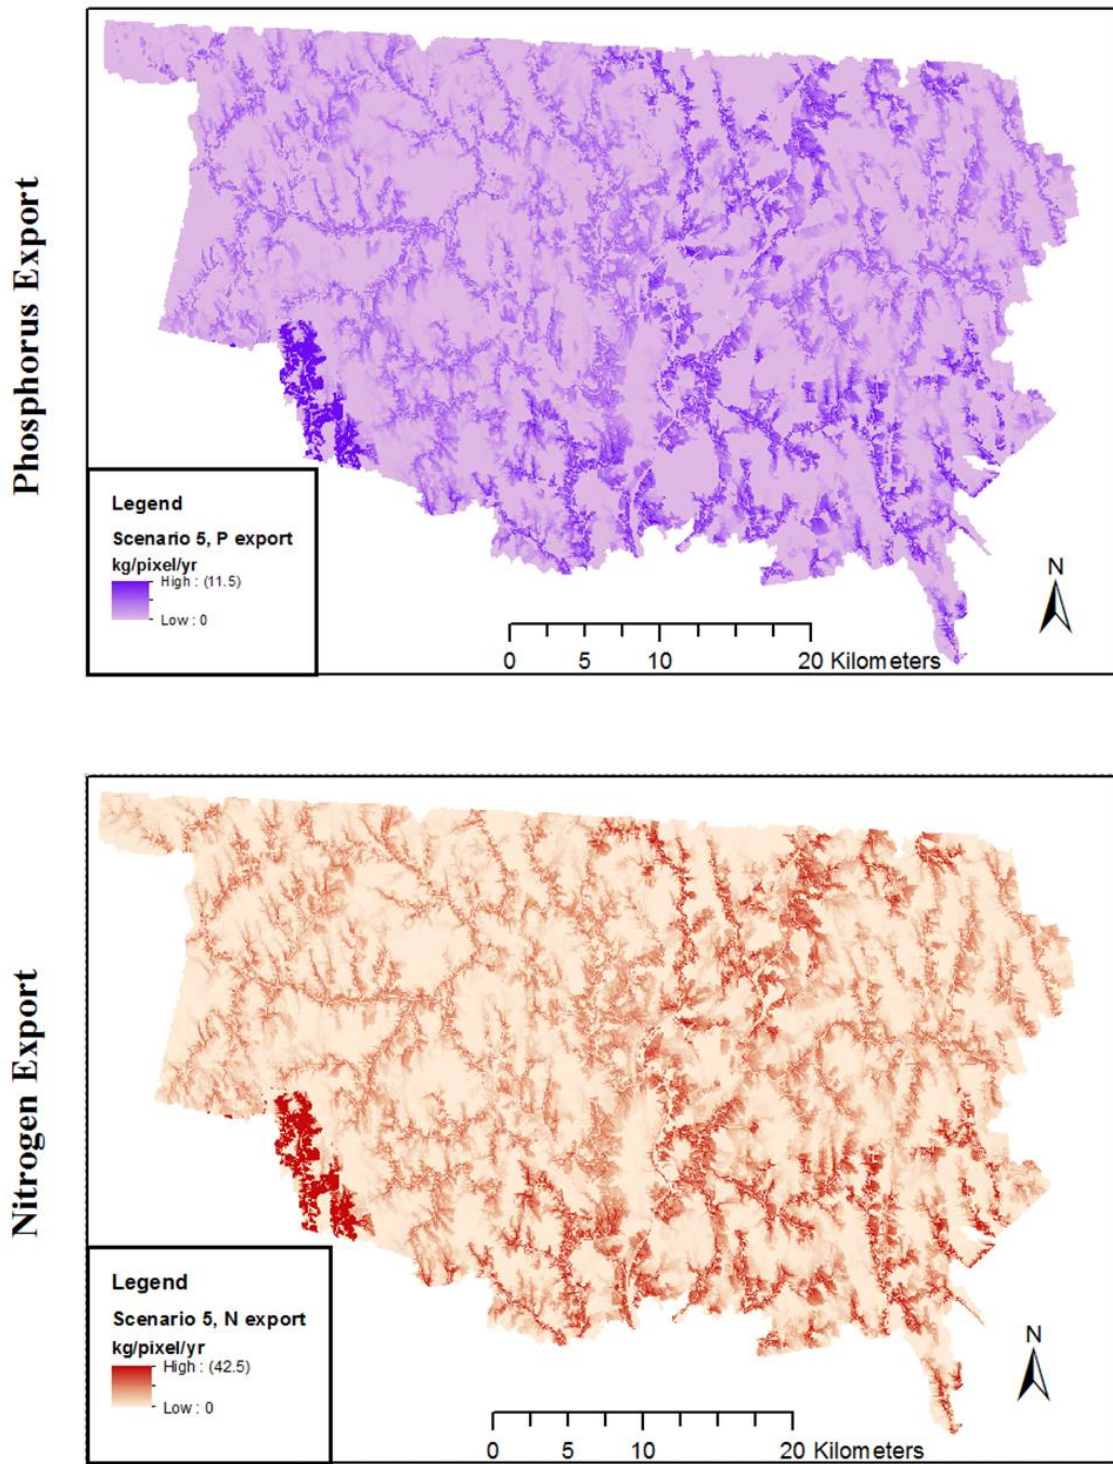 Phosphorus Export
Legend
Scenario 5, P export
kg/pixel/yr
High : (11.5)
Low : 0
N
0 5 10 20 Kilometers
Nitrogen Export
Legend
Scenario 5, N export
kg/pixel/yr
High : (42.5)
Low : 0
N
0 5 10 20 Kilometers